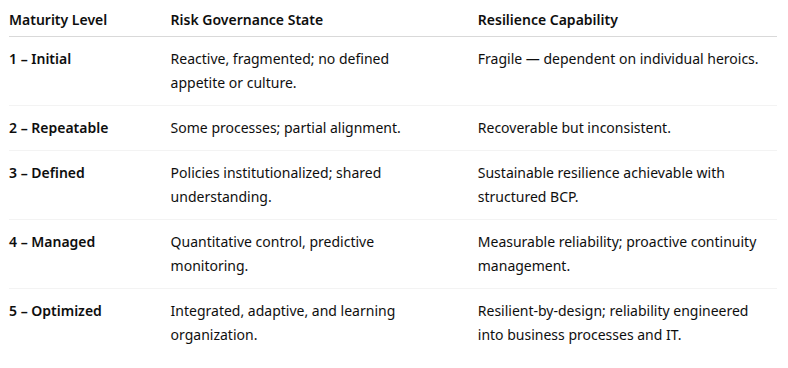 Maturity Level Risk Governance State Resilience Capability
1 – Initial Reactive, fragmented; no defined Fragile — dependent on individual heroics.
appetite or culture.
2 – Repeatable Some processes; partial alignment. Recoverable but inconsistent.
3 – Defined Policies institutionalized; shared Sustainable resilience achievable with
understanding. structured BCP.
4 – Managed Quantitative control, predictive Measurable reliability; proactive continuity
monitoring. management.
5 – Optimized Integrated, adaptive, and learning Resilient-by-design; reliability engineered
organization. into business processes and IT.